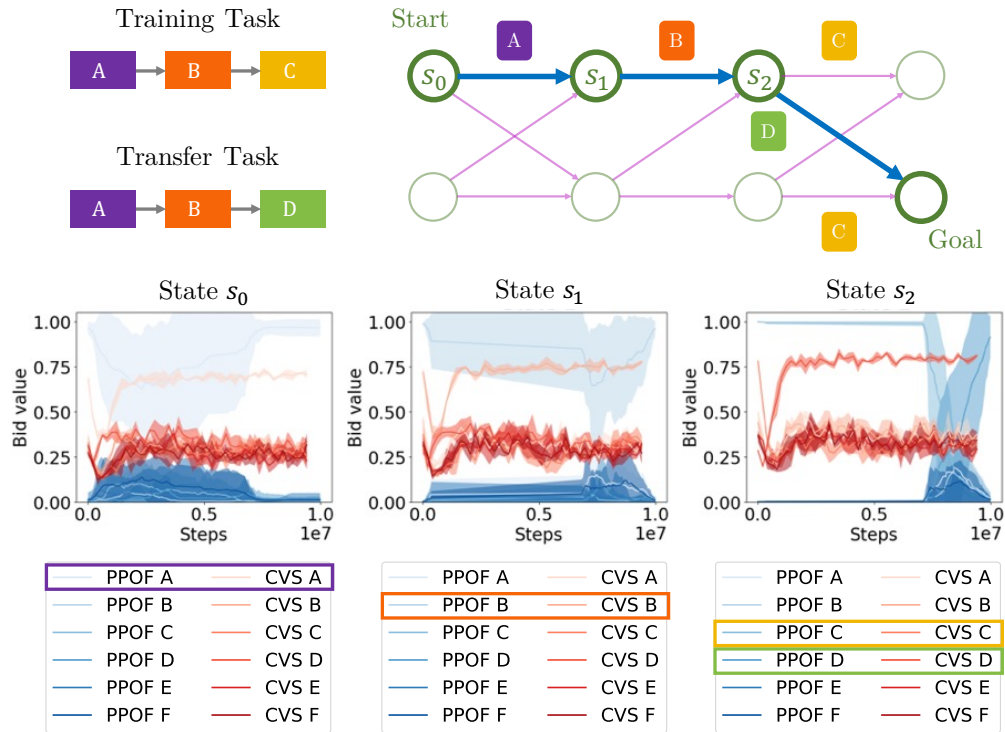 Training Task
A B C
Transfer Task
A B D
Start
A B C
s0 s1 s2
D
C
Goal
State s0
1.00
0.75
0.50
0.25
0.00
Bid value
0.0 0.5 1.0
Steps 1e7
State s1
1.00
0.75
0.50
0.25
0.00
Bid value
0.0 0.5 1.0
Steps 1e7
State s2
1.00
0.75
0.50
0.25
0.00
Bid value
0.0 0.5 1.0
Steps 1e7
PPOF A CVS A
PPOF B CVS B
PPOF C CVS C
PPOF D CVS D
PPOF E CVS E
PPOF F CVS F
PPOF A CVS A
PPOF B CVS B
PPOF C CVS C
PPOF D CVS D
PPOF E CVS E
PPOF F CVS F
PPOF A CVS A
PPOF B CVS B
PPOF C CVS C
PPOF D CVS D
PPOF E CVS E
PPOF F CVS F